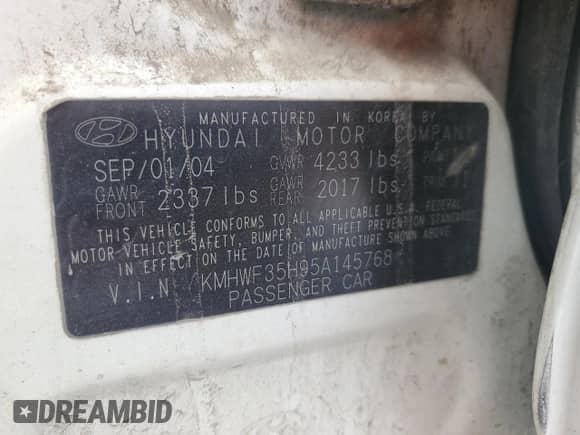 MANUFACTURED IN KOREA BY
HYUNDAI MOTOR COMPANY
SEP/01/04 GVWR 4233 lbs
GAWR FRONT 2337 lbs GAWR REAR 2017 lbs
THIS VEHICLE CONFORMS TO ALL APPLICABLE U.S.A. FEDERAL
MOTOR-VEHICLE SAFETY, BUMPER, AND THEFT PREVENTION STANDARDS
IN EFFECT ON THE DATE OF MANUFACTURE SHOWN ABOVE.
V.I.N KMHWF35H95A145768
PASSENGER CAR
DREAMBID